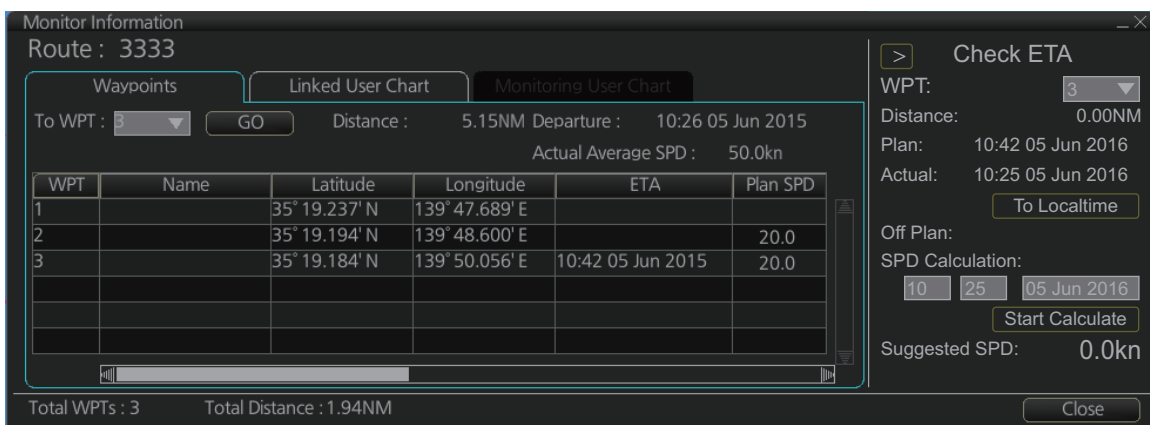 Monitor Information
Route : 3333
Waypoints Linked User Chart Monitoring User Chart
To WPT : 3 GO Distance : 5.15NM Departure : 10:26 05 Jun 2015
Actual Average SPD : 50.0kn
WPT Name Latitude Longitude ETA Plan SPD
1 35° 19.237' N 139° 47.689' E
2 35° 19.194' N 139° 48.600' E 20.0
3 35° 19.184' N 139° 50.056' E 10:42 05 Jun 2015 20.0
Total WPTs : 3 Total Distance : 1.94NM
> Check ETA
WPT: 3
Distance: 0.00NM
Plan: 10:42 05 Jun 2016
Actual: 10:25 05 Jun 2016
To Localtime
Off Plan:
SPD Calculation:
10 25 05 Jun 2016
Start Calculate
Suggested SPD: 0.0kn
Close